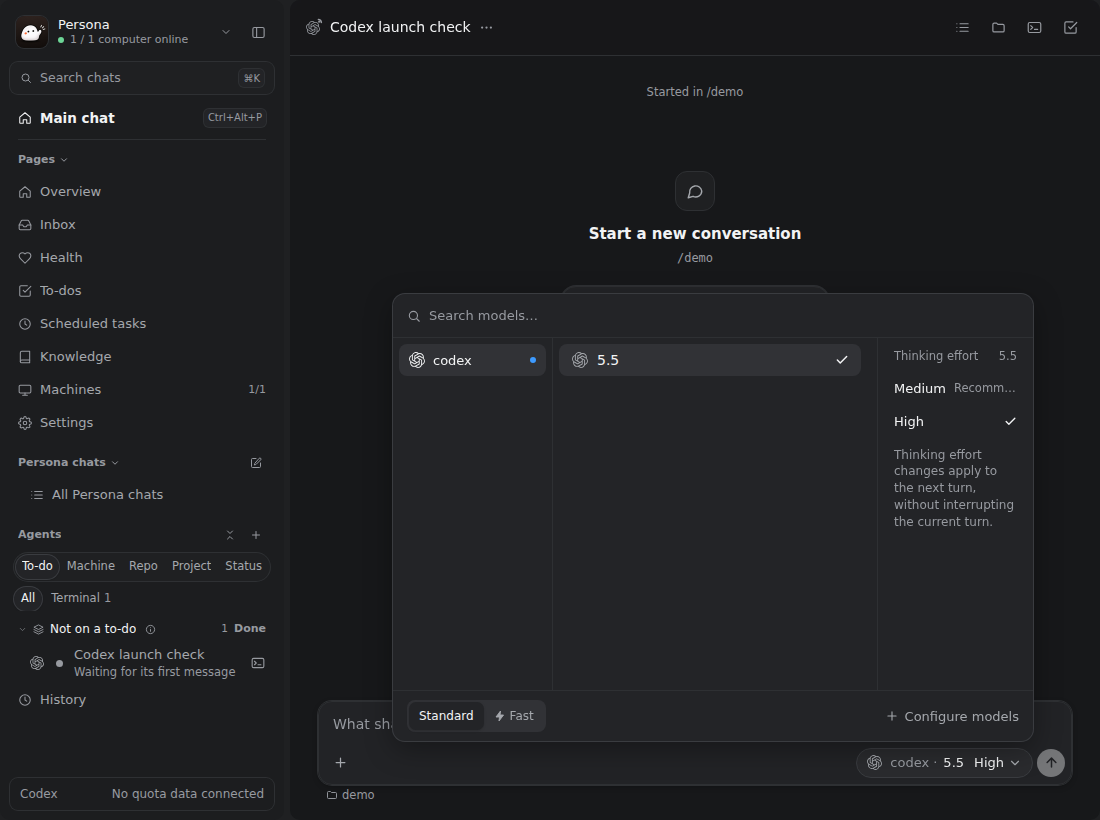 Persona
1 / 1 computer online
Search chats ⌘K
Main chat Ctrl+Alt+P
Pages
Overview
Inbox
Health
To-dos
Scheduled tasks
Knowledge
Machines 1/1
Settings
Persona chats
All Persona chats
Agents
To-do Machine Repo Project Status
All Terminal 1
Not on a to-do 1 Done
Codex launch check
Waiting for its first message
History
Codex No quota data connected
Codex launch check
Started in /demo
Start a new conversation
/demo
Search models...
codex
5.5
Thinking effort 5.5
Medium Recomm...
High
Thinking effort
changes apply to
the next turn,
without interrupting
the current turn.
Standard Fast
Configure models
What sh
codex · 5.5 High
demo